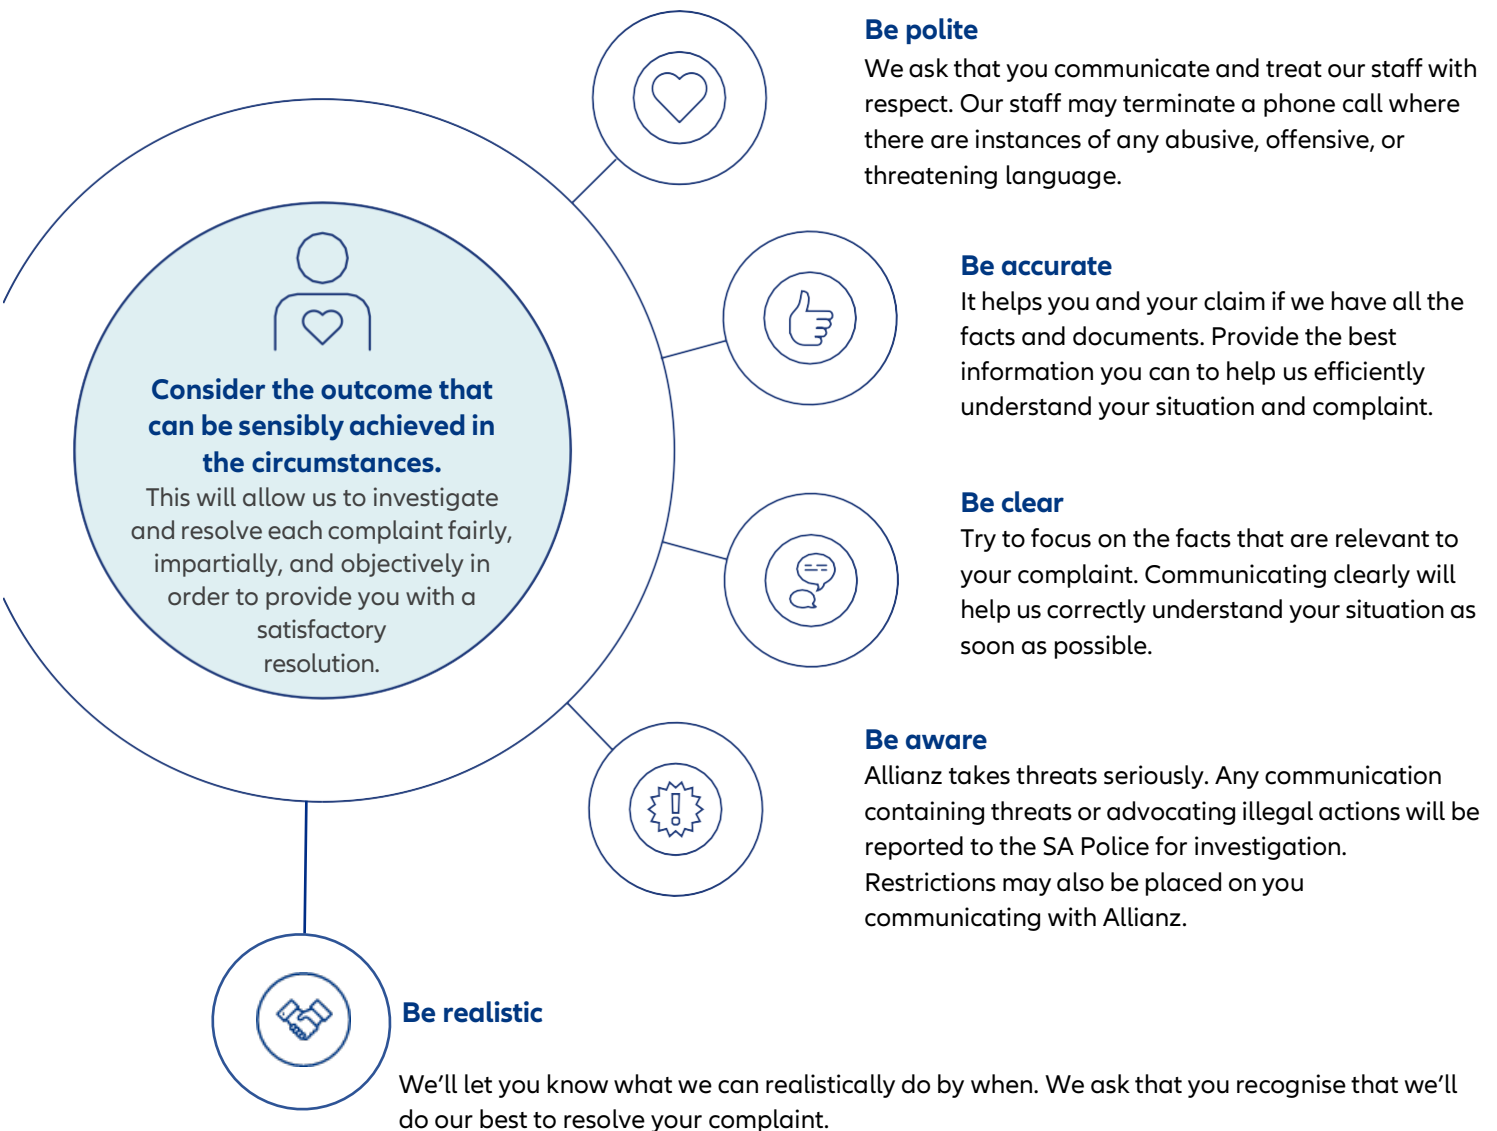 Be polite
We ask that you communicate and treat our staff with
respect. Our staff may terminate a phone call where
there are instances of any abusive, offensive, or
threatening language.
Be accurate
It helps you and your claim if we have all the
facts and documents. Provide the best
information you can to help us efficiently
understand your situation and complaint.
Consider the outcome that
can be sensibly achieved in
the circumstances.
This will allow us to investigate
and resolve each complaint fairly,
impartially, and objectively in
order to provide you with a
satisfactory
resolution.
Be clear
Try to focus on the facts that are relevant to
your complaint. Communicating clearly will
help us correctly understand your situation as
soon as possible.
Be aware
Allianz takes threats seriously. Any communication
containing threats or advocating illegal actions will be
reported to the SA Police for investigation.
Restrictions may also be placed on you
communicating with Allianz.
Be realistic
We’ll let you know what we can realistically do by when. We ask that you recognise that we’ll
do our best to resolve your complaint.